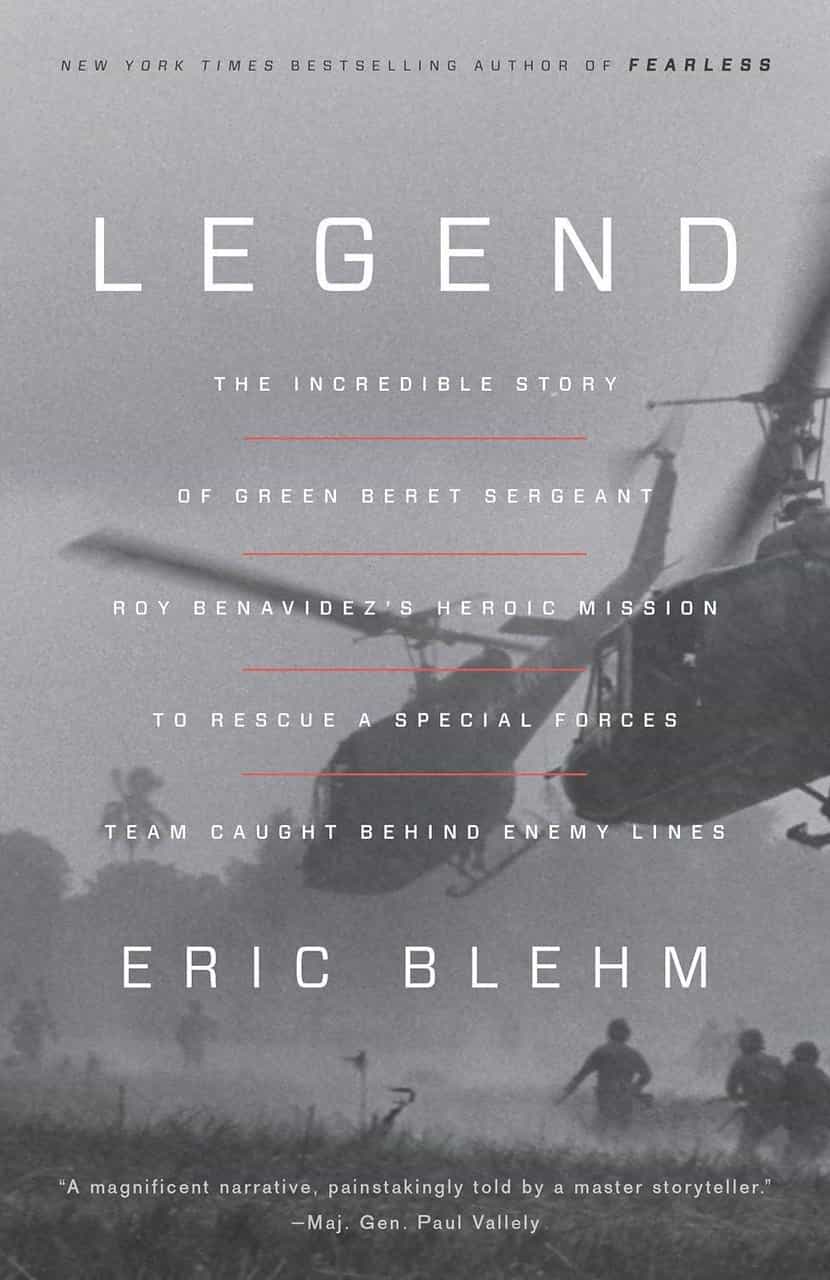 NEW YORK TIMES BESTSELLING AUTHOR OF FEARLESS
LEGEND
THE INCREDIBLE STORY
OF GREEN BERET SERGEANT
ROY BENAVIDEZ'S HEROIC MISSION
TO RESCUE A SPECIAL FORCES
TEAM CAUGHT BEHIND ENEMY LINES
ERIC BLEHM
“A magnificent narrative, painstakingly told by a master storyteller.”
—Maj. Gen. Paul Vallely